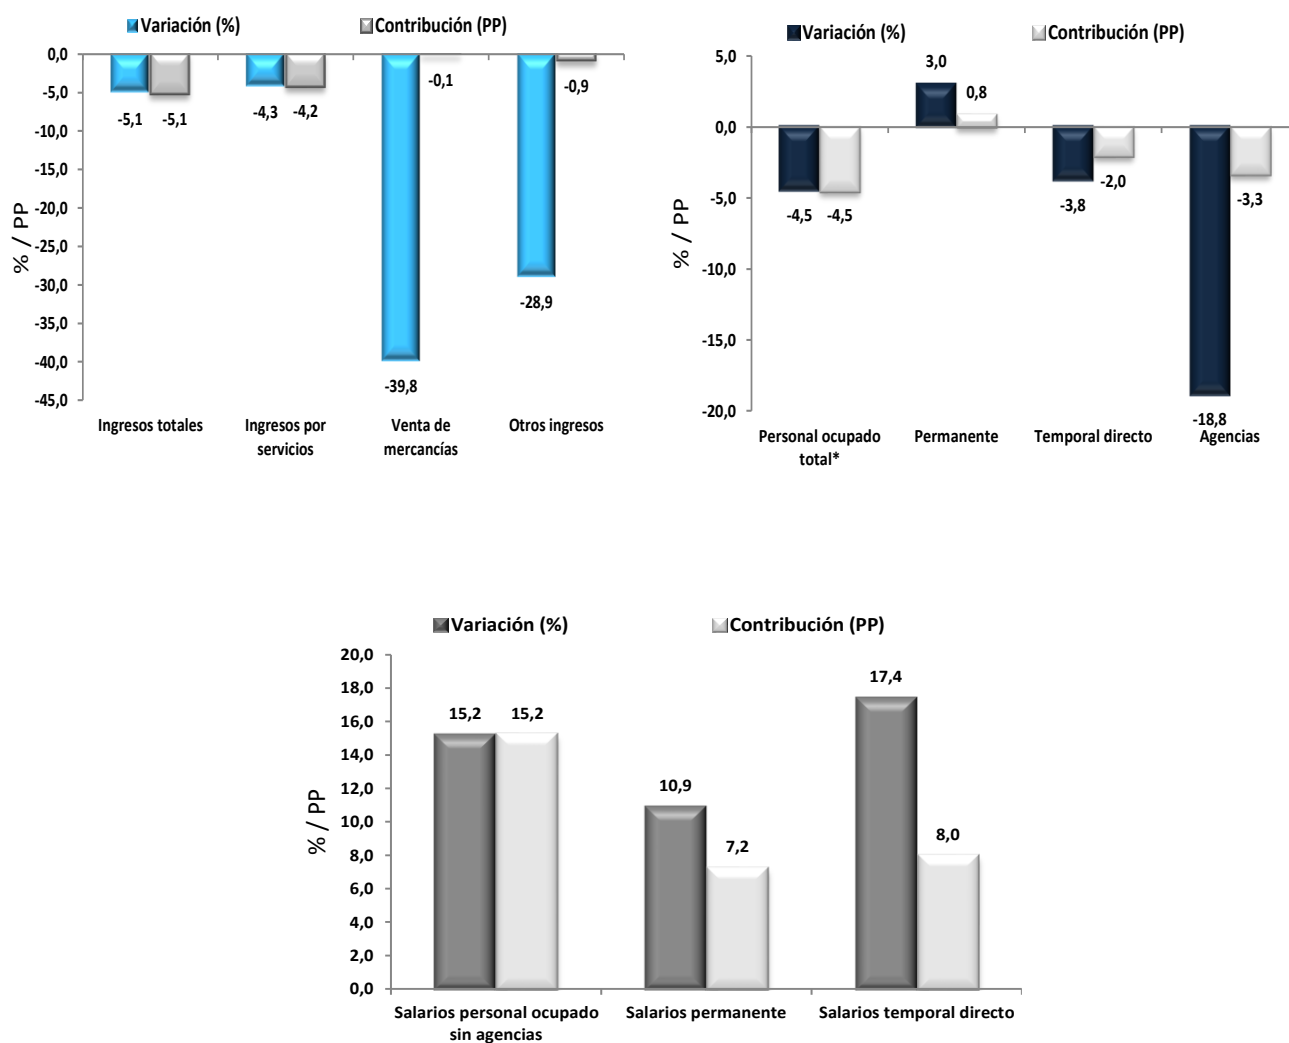 Variación (%) Contribución (PP)
0,0
-5,0
-10,0
-15,0
-20,0
-25,0
-30,0
-35,0
-40,0
-45,0
% / PP
-5,1 -5,1 -4,3 -4,2 -39,8 -0,1 -28,9 -0,9
Ingresos totales Ingresos por servicios Venta de mercancías Otros ingresos
Variación (%) Contribución (PP)
5,0
0,0
-5,0
-10,0
-15,0
-20,0
% / PP
-4,5 -4,5 3,0 0,8 -3,8 -2,0 -18,8 -3,3
Personal ocupado total* Permanente Temporal directo Agencias
Variación (%) Contribución (PP)
20,0
18,0
16,0
14,0
12,0
10,0
8,0
6,0
4,0
2,0
0,0
% / PP
15,2 15,2 10,9 7,2 17,4 8,0
Salarios personal ocupado sin agencias Salarios permanente Salarios temporal directo